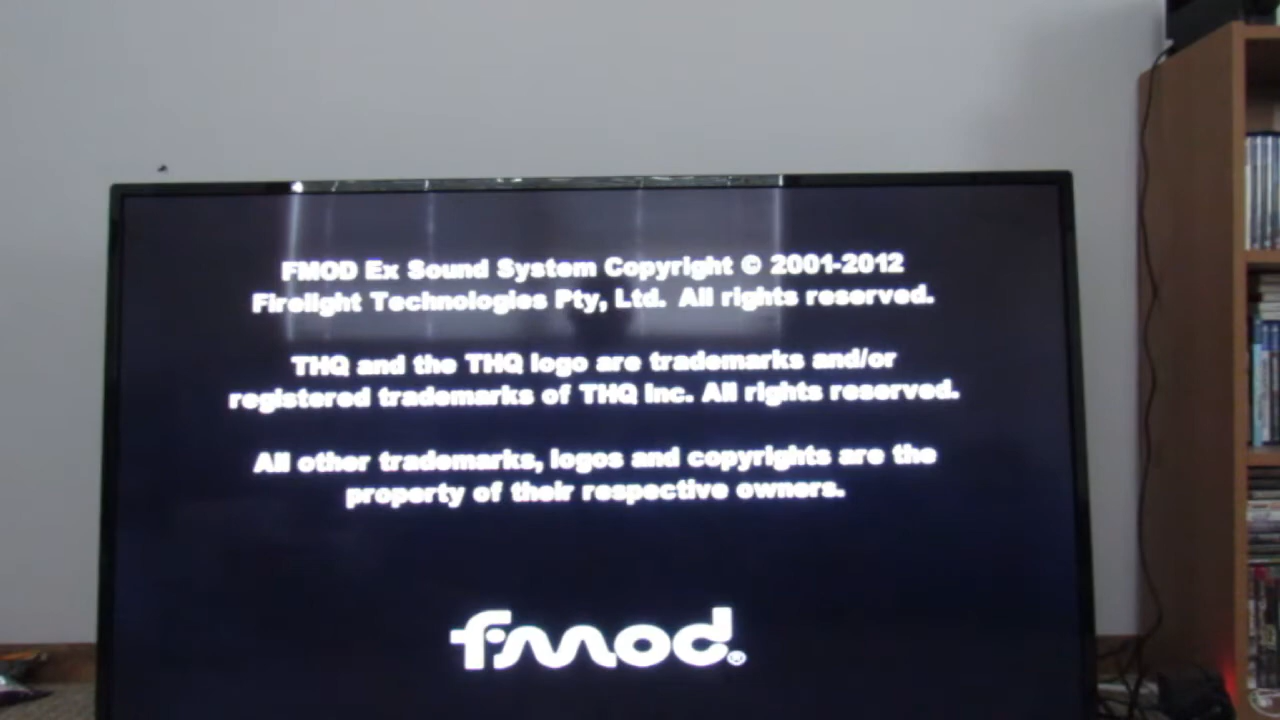 FMOD Ex Sound System Copyright © 2001-2012
Firelight Technologies Pty, Ltd. All rights reserved.
THQ and the THQ logo are trademarks and/or
registered trademarks of THQ Inc. All rights reserved.
All other trademarks, logos and copyrights are the
property of their respective owners.
fmod®